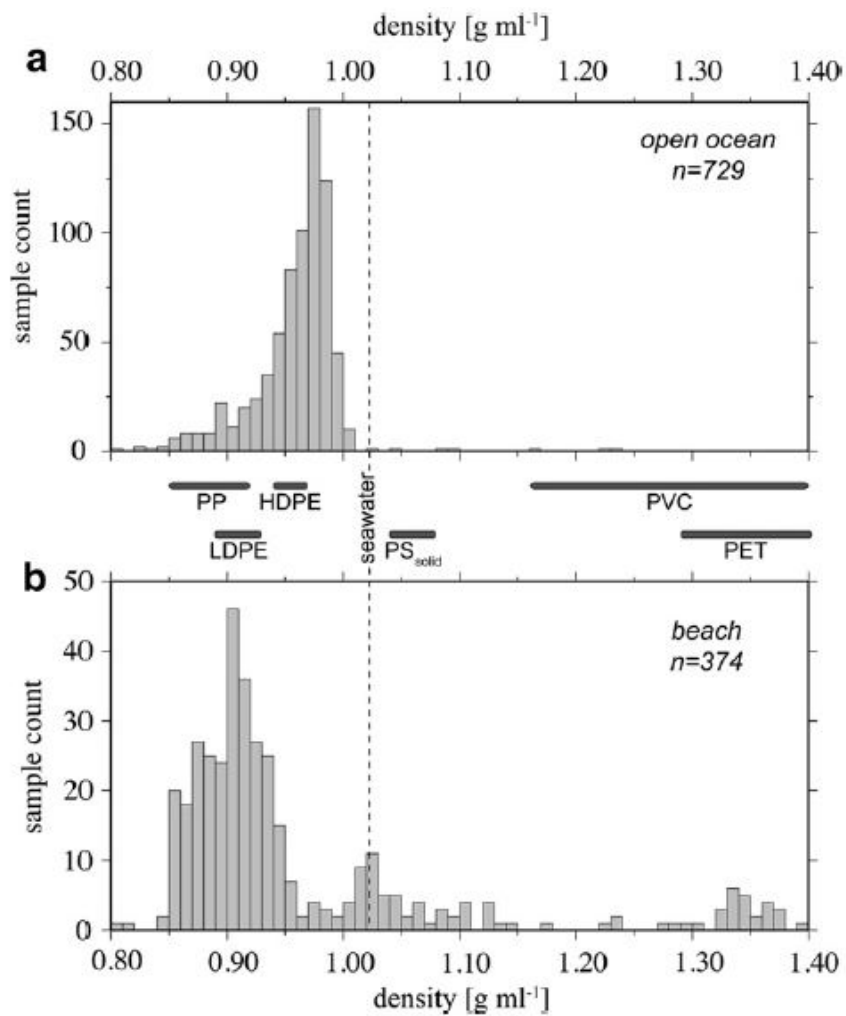 density [g ml⁻¹]
a
0.80 0.90 1.00 1.10 1.20 1.30 1.40
150
100
50
0
sample count
open ocean
n=729
PP HDPE PVC
seawater
LDPE PS solid PET
b
50
40
30
20
10
0
sample count
beach
n=374
0.80 0.90 1.00 1.10 1.20 1.30 1.40
density [g ml⁻¹]